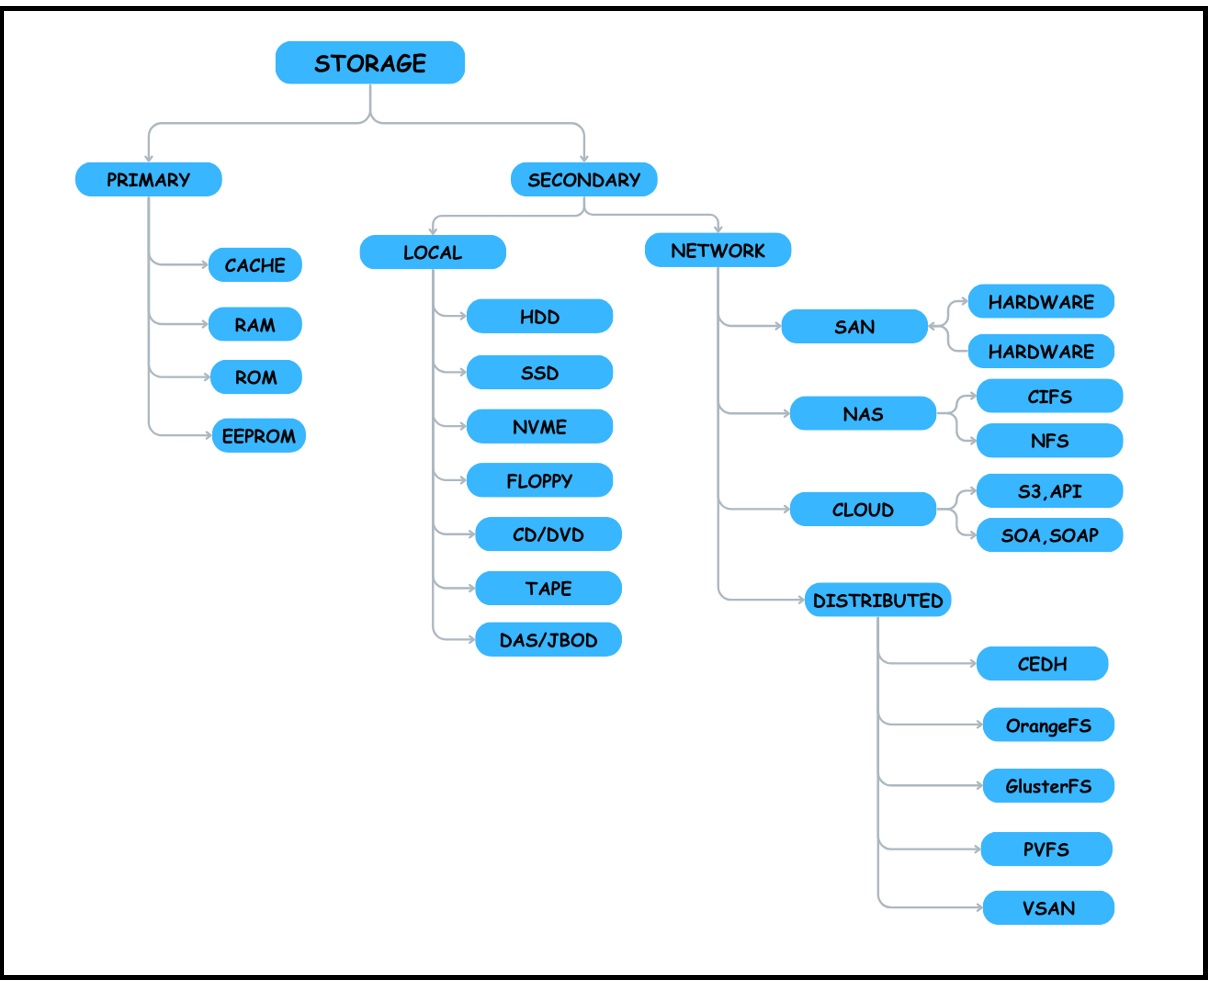 STORAGE
PRIMARY
SECONDARY
CACHE
RAM
ROM
EEPROM
LOCAL
HDD
SSD
NVME
FLOPPY
CD/DVD
TAPE
DAS/JBOD
NETWORK
SAN
HARDWARE
HARDWARE
NAS
CIFS
NFS
CLOUD
S3,API
SOA,SOAP
DISTRIBUTED
CEDH
OrangeFS
GlusterFS
PVFS
VSAN